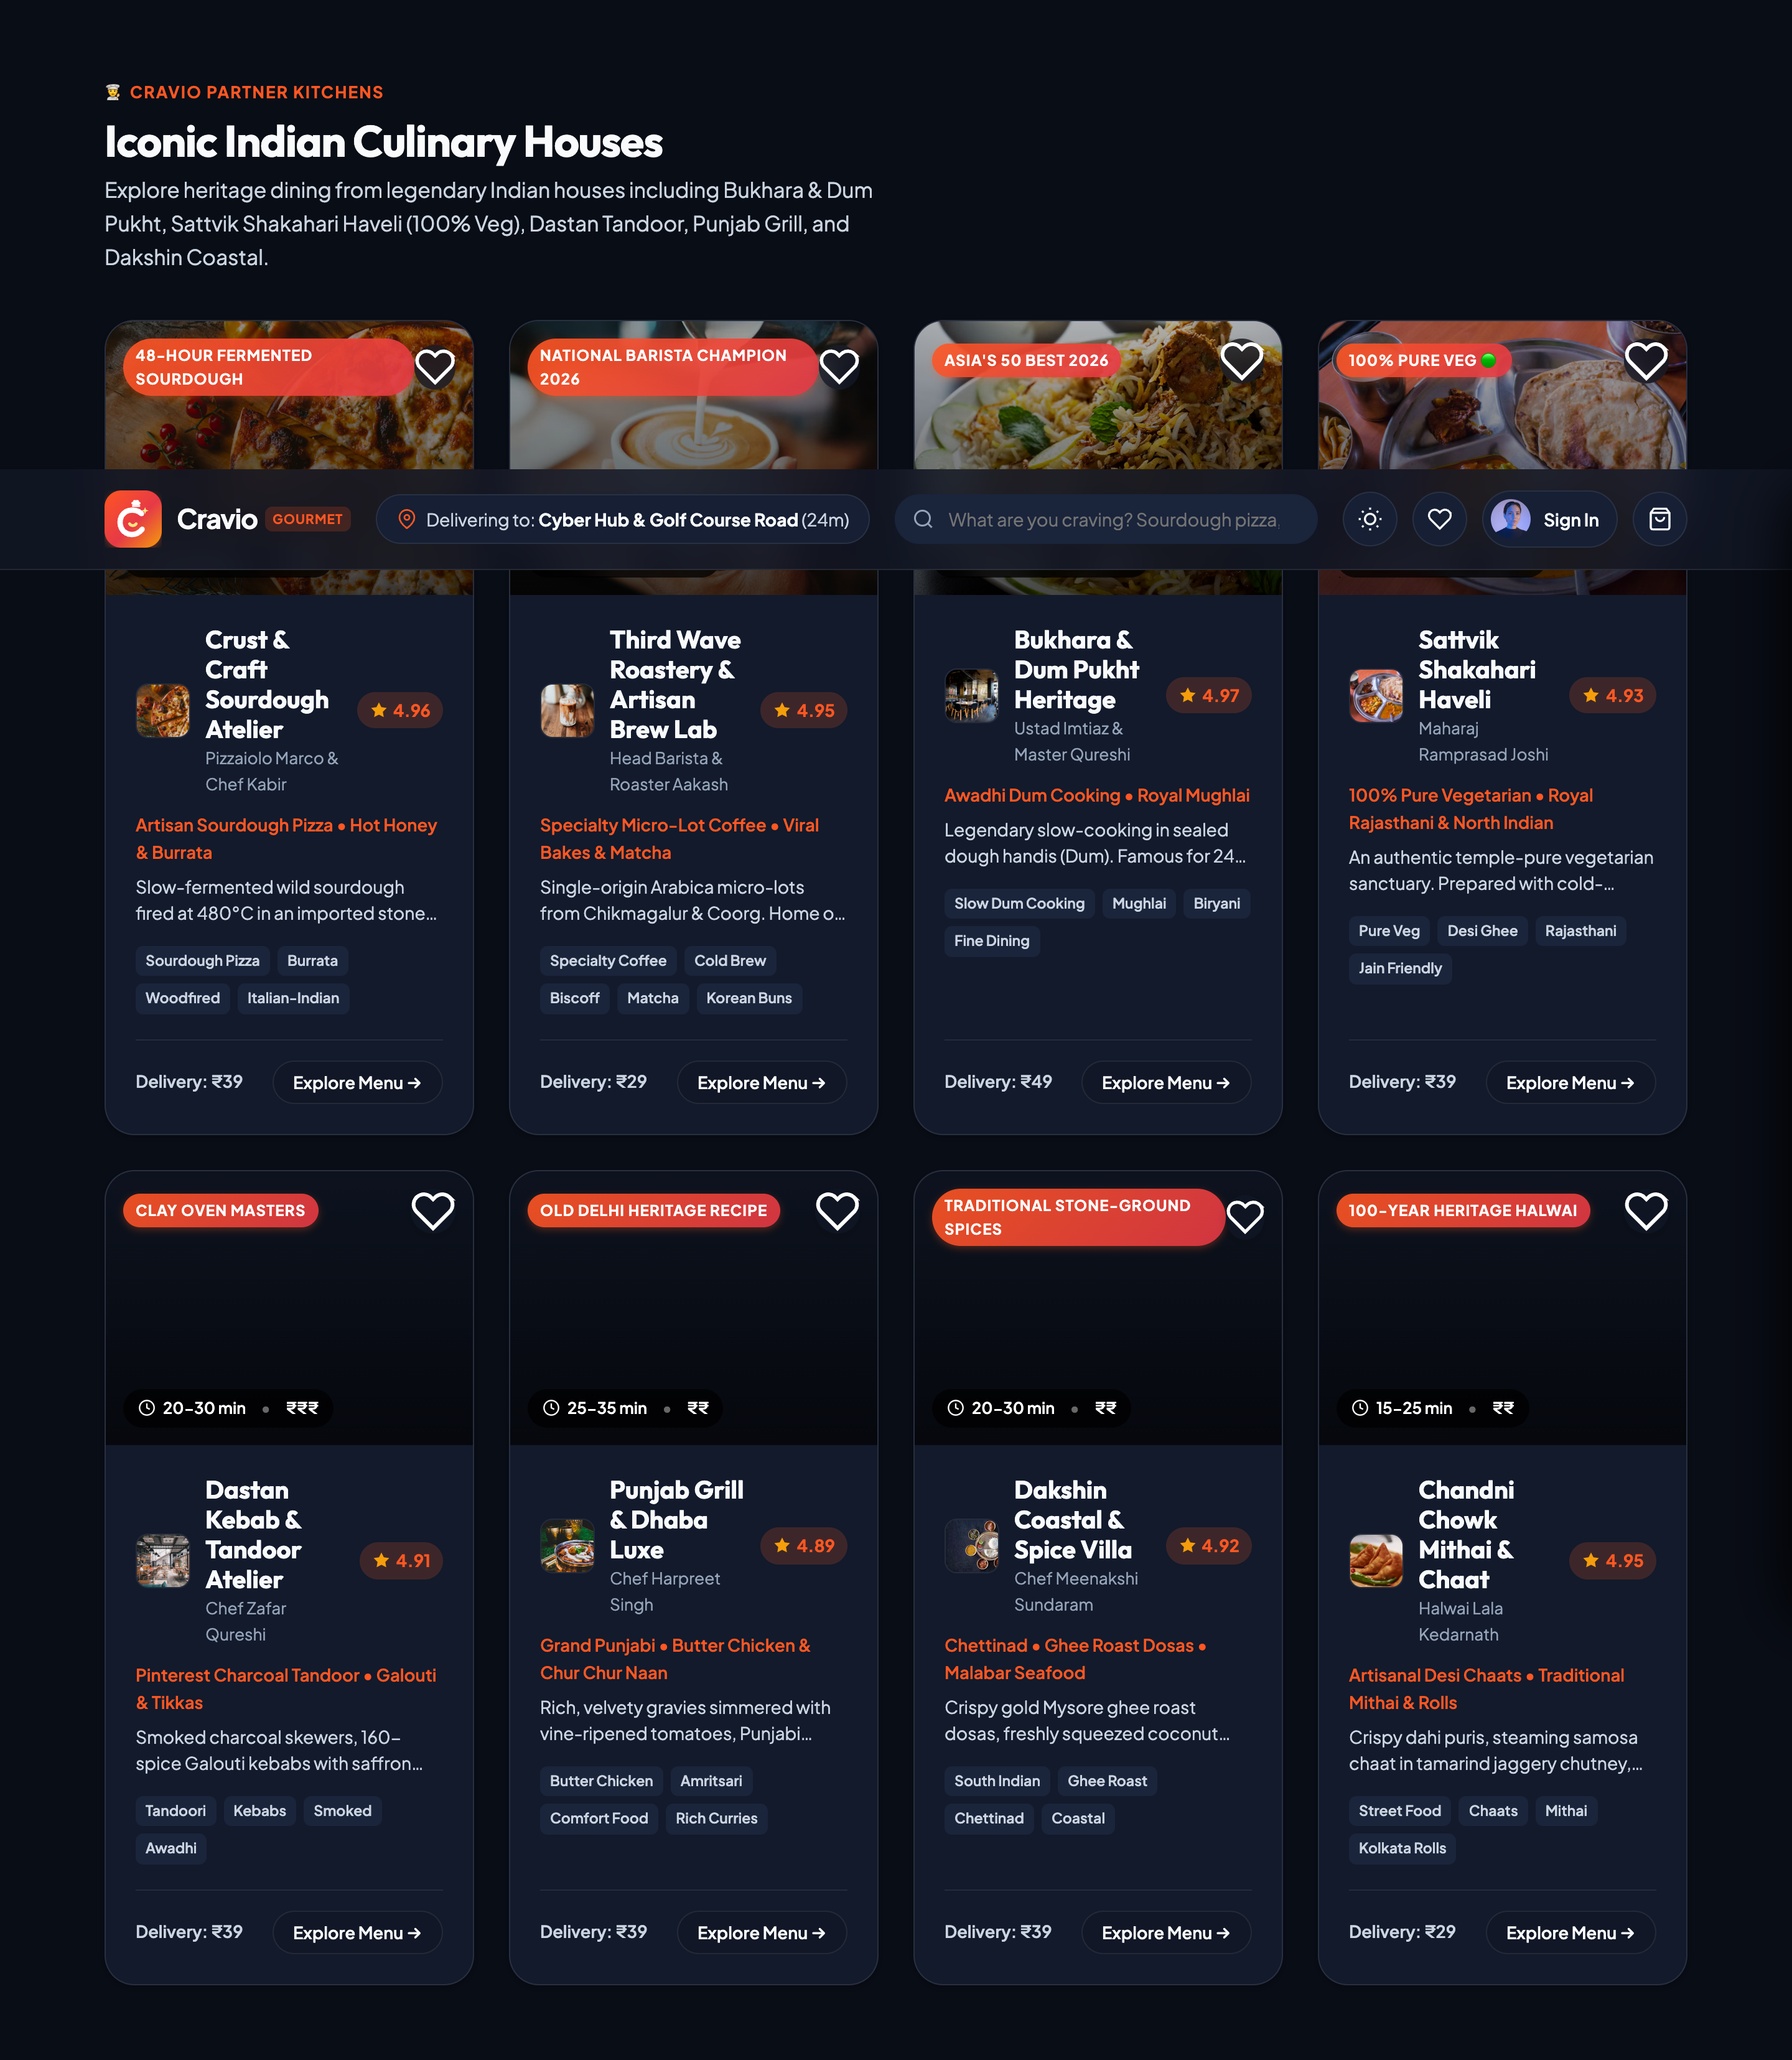 CRAVIO PARTNER KITCHENS
Iconic Indian Culinary Houses
Explore heritage dining from legendary Indian houses including Bukhara & Dum
Pukht, Sattvik Shakahari Haveli (100% Veg), Dastan Tandoor, Punjab Grill, and
Dakshin Coastal.
48-HOUR FERMENTED
SOURDOUGH
NATIONAL BARISTA CHAMPION
2026
ASIA'S 50 BEST 2026
100% PURE VEG
Cravio GOURMET
Delivering to: Cyber Hub & Golf Course Road (24m)
What are you craving? Sourdough pizza,
Sign In
Crust &
Craft
Sourdough
Atelier
Pizzaiolo Marco &
Chef Kabir
4.96
Artisan Sourdough Pizza • Hot Honey
& Burrata
Slow-fermented wild sourdough
fired at 480°C in an imported stone...
Sourdough Pizza Burrata
Woodfired Italian-Indian
Delivery: ₹39 Explore Menu →
Third Wave
Roastery &
Artisan
Brew Lab
Head Barista &
Roaster Aakash
4.95
Specialty Micro-Lot Coffee • Viral
Bakes & Matcha
Single-origin Arabica micro-lots
from Chikmagalur & Coorg. Home o...
Specialty Coffee Cold Brew
Biscoff Matcha Korean Buns
Delivery: ₹29 Explore Menu →
Bukhara &
Dum Pukht
Heritage
Ustad Imtiaz &
Master Qureshi
4.97
Awadhi Dum Cooking • Royal Mughlai
Legendary slow-cooking in sealed
dough handis (Dum). Famous for 24...
Slow Dum Cooking Mughlai Biryani
Fine Dining
Delivery: ₹49 Explore Menu →
Sattvik
Shakahari
Haveli
Maharaj
Ramprasad Joshi
4.93
100% Pure Vegetarian • Royal
Rajasthani & North Indian
An authentic temple-pure vegetarian
sanctuary. Prepared with cold-...
Pure Veg Desi Ghee Rajasthani
Jain Friendly
Delivery: ₹39 Explore Menu →
CLAY OVEN MASTERS
20-30 min • ₹₹₹
Dastan
Kebab &
Tandoor
Atelier
Chef Zafar
Qureshi
4.91
Pinterest Charcoal Tandoor • Galouti
& Tikkas
Smoked charcoal skewers, 160-
spice Galouti kebabs with saffron...
Tandoori Kebabs Smoked
Awadhi
Delivery: ₹39 Explore Menu →
OLD DELHI HERITAGE RECIPE
25-35 min • ₹₹
Punjab Grill
& Dhaba
Luxe
Chef Harpreet
Singh
4.89
Grand Punjabi • Butter Chicken &
Chur Chur Naan
Rich, velvety gravies simmered with
vine-ripened tomatoes, Punjabi...
Butter Chicken Amritsari
Comfort Food Rich Curries
Delivery: ₹39 Explore Menu →
TRADITIONAL STONE-GROUND
SPICES
20-30 min • ₹₹
Dakshin
Coastal &
Spice Villa
Chef Meenakshi
Sundaram
4.92
Chettinad • Ghee Roast Dosas •
Malabar Seafood
Crispy gold Mysore ghee roast
dosas, freshly squeezed coconut...
South Indian Ghee Roast
Chettinad Coastal
Delivery: ₹39 Explore Menu →
100-YEAR HERITAGE HALWAI
15-25 min • ₹₹
Chandni
Chowk
Mithai &
Chaat
Halwai Lala
Kedarnath
4.95
Artisanal Desi Chaats • Traditional
Mithai & Rolls
Crispy dahi puris, steaming samosa
chaat in tamarind jaggery chutney,...
Street Food Chaats Mithai
Kolkata Rolls
Delivery: ₹29 Explore Menu →